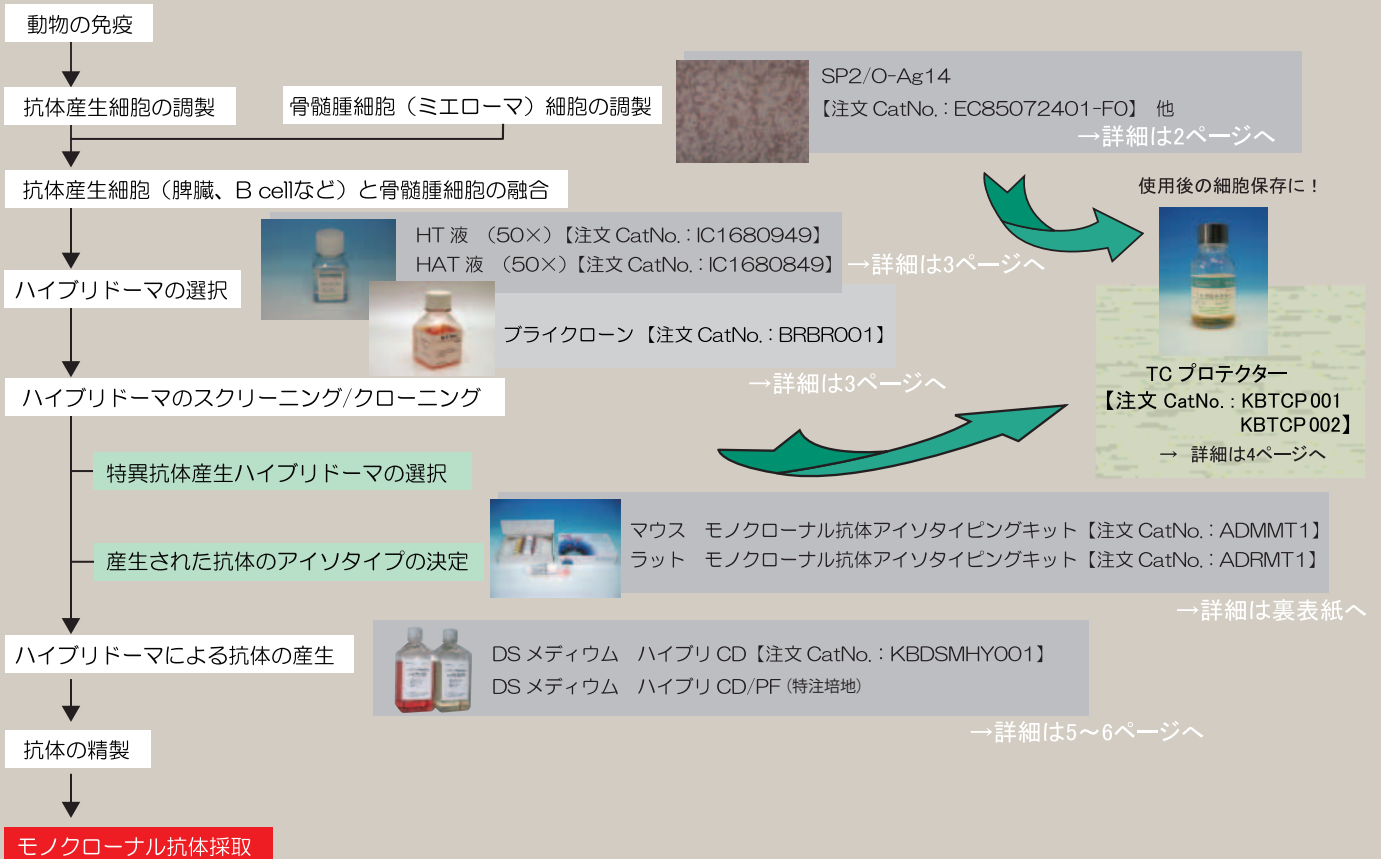 動物の免疫
抗体産生細胞の調製
骨髄腫細胞（ミエローマ）細胞の調製
SP2/O-Ag14
【注文 CatNo.：EC85072401-F0】 他
→詳細は2ページへ
抗体産生細胞（脾臓、B cellなど）と骨髄腫細胞の融合
使用後の細胞保存に！
HT 液 （50×）【注文 CatNo.：IC1680949】
HAT 液 （50×）【注文 CatNo.：IC1680849】
→詳細は3ページへ
ハイブリドーマの選択
ブライクローン【注文 CatNo.：BRBR001】
→詳細は3ページへ
TC プロテクター
【注文 CatNo.：KBTCP001
KBTCP002】
→ 詳細は4ページへ
ハイブリドーマのスクリーニング/クローニング
特異抗体産生ハイブリドーマの選択
マウス モノクローナル抗体アイソタイピングキット【注文 CatNo.：ADMMT1】
ラット モノクローナル抗体アイソタイピングキット【注文 CatNo.：ADRMT1】
→詳細は裏表紙へ
産生された抗体のアイソタイプの決定
ハイブリドーマによる抗体の産生
DS メディウム ハイブリ CD【注文 CatNo.：KBDSMHY001】
DS メディウム ハイブリ CD/PF（特注培地）
→詳細は5～6ページへ
抗体の精製
モノクローナル抗体採取